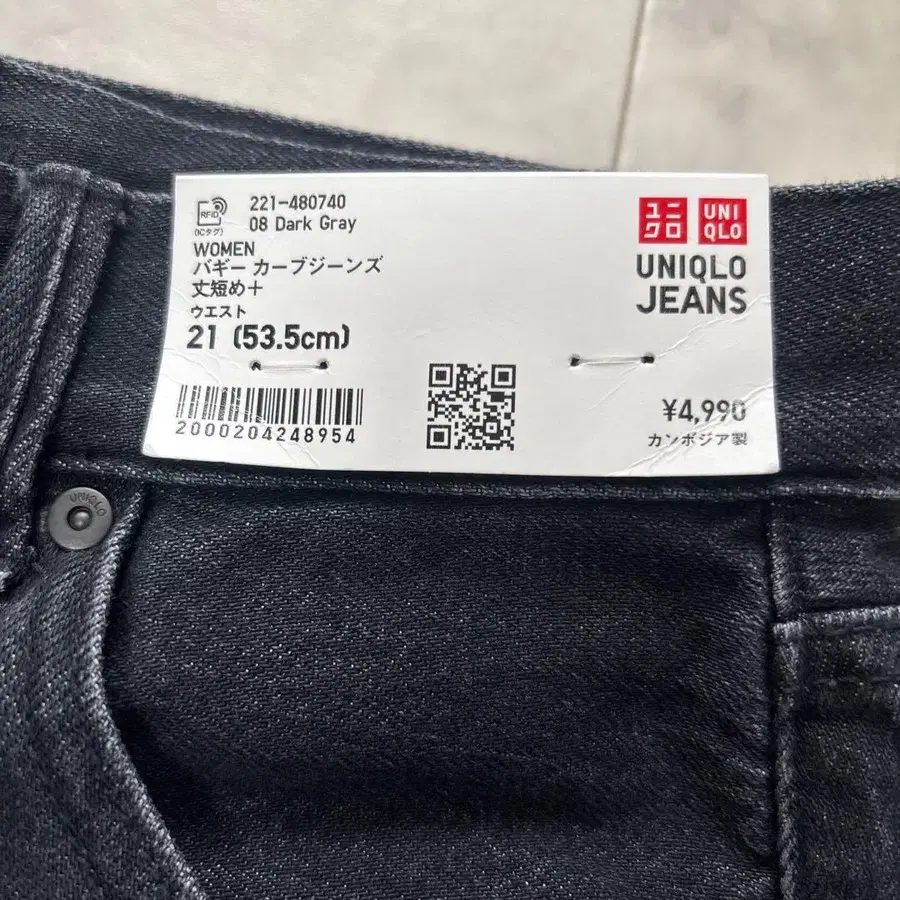 RFID
(ICタグ)
221-480740
08 Dark Gray
WOMEN
バギー カーブジーンズ
丈短め+
ウエスト
21 (53.5cm)
2000204248954
ユニ
クロ
UNI
QLO
UNIQLO
JEANS
¥4,990
カンボジア製
UNIQLO